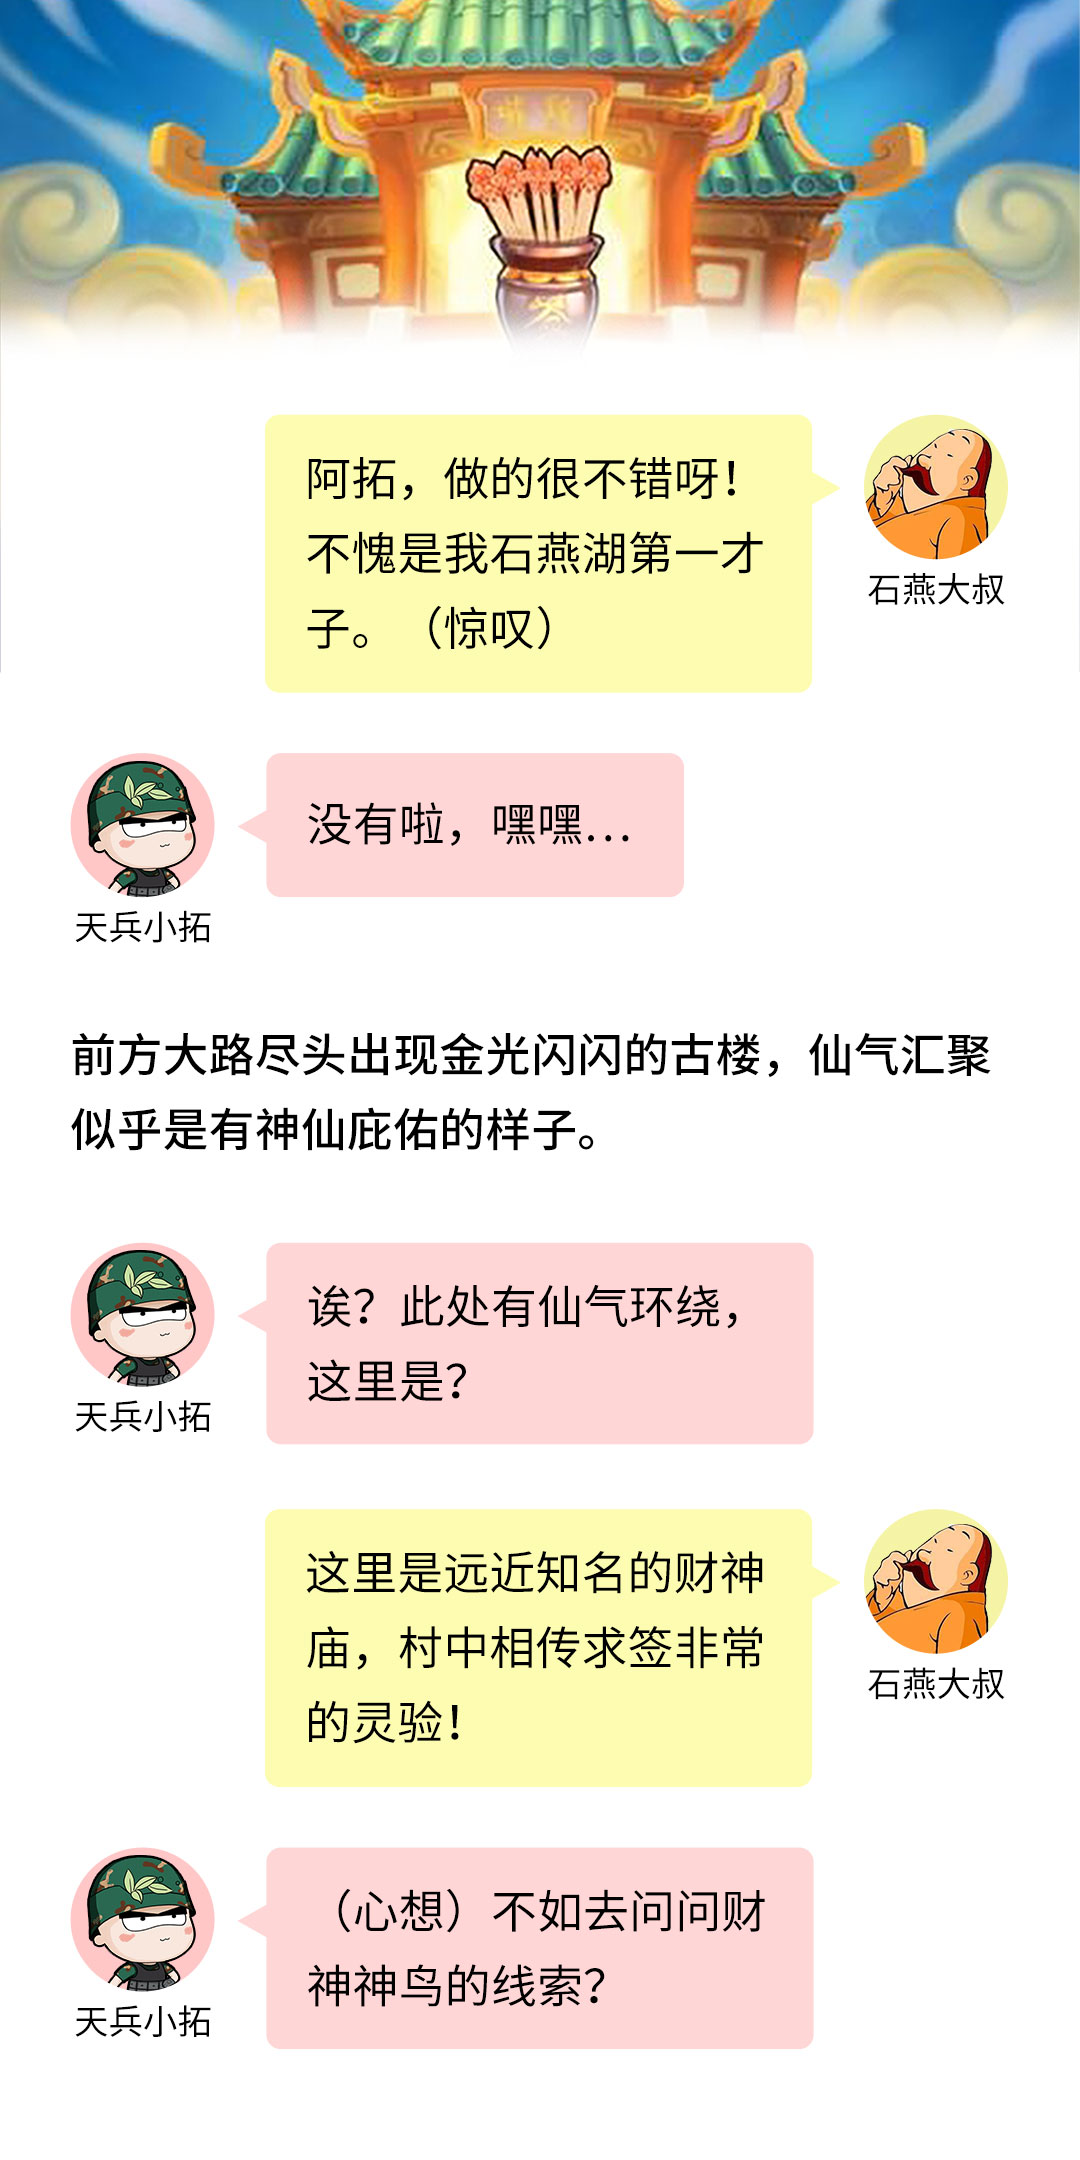 签
阿拓，做的很不错呀！
不愧是我石燕湖第一才
子。（惊叹）
石燕大叔
没有啦，嘿嘿...
天兵小拓
前方大路尽头出现金光闪闪的古楼，仙气汇聚
似乎是有神仙庇佑的样子。
诶？此处有仙气环绕，
这里是？
天兵小拓
这里是远近知名的财神
庙，村中相传求签非常
的灵验！
石燕大叔
（心想）不如去问问财
神神鸟的线索？
天兵小拓